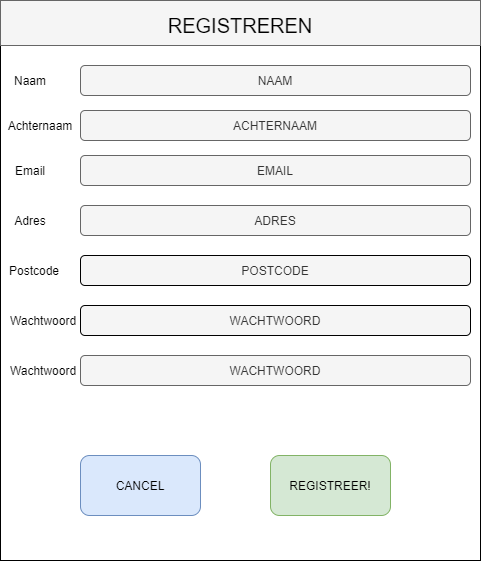 REGISTREREN
Naam NAAM
Achternaam ACHTERNAAM
Email EMAIL
Adres ADRES
Postcode POSTCODE
Wachtwoord WACHTWOORD
Wachtwoord WACHTWOORD
CANCEL REGISTREER!